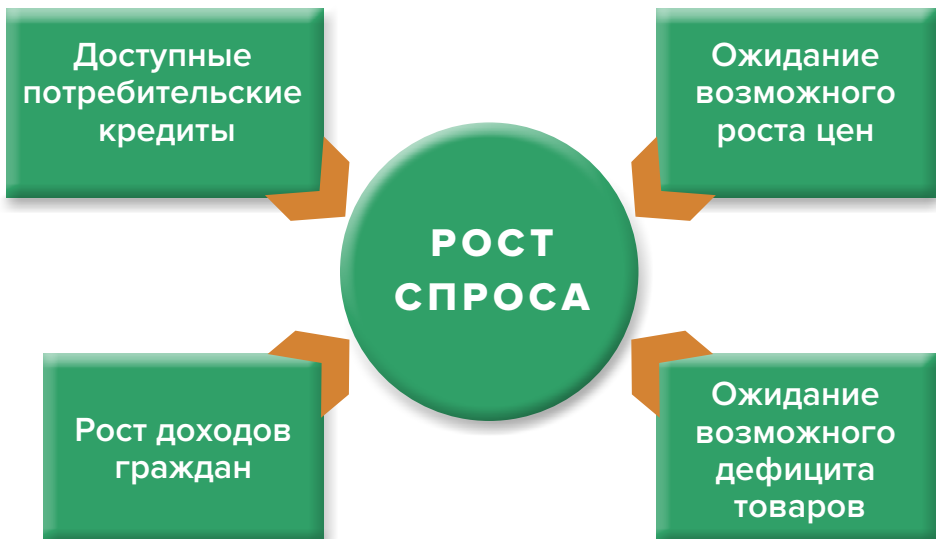 Доступные
потребительские
кредиты
Ожидание
возможного
роста цен
РОСТ
СПРОСА
Рост доходов
граждан
Ожидание
возможного
дефицита
товаров